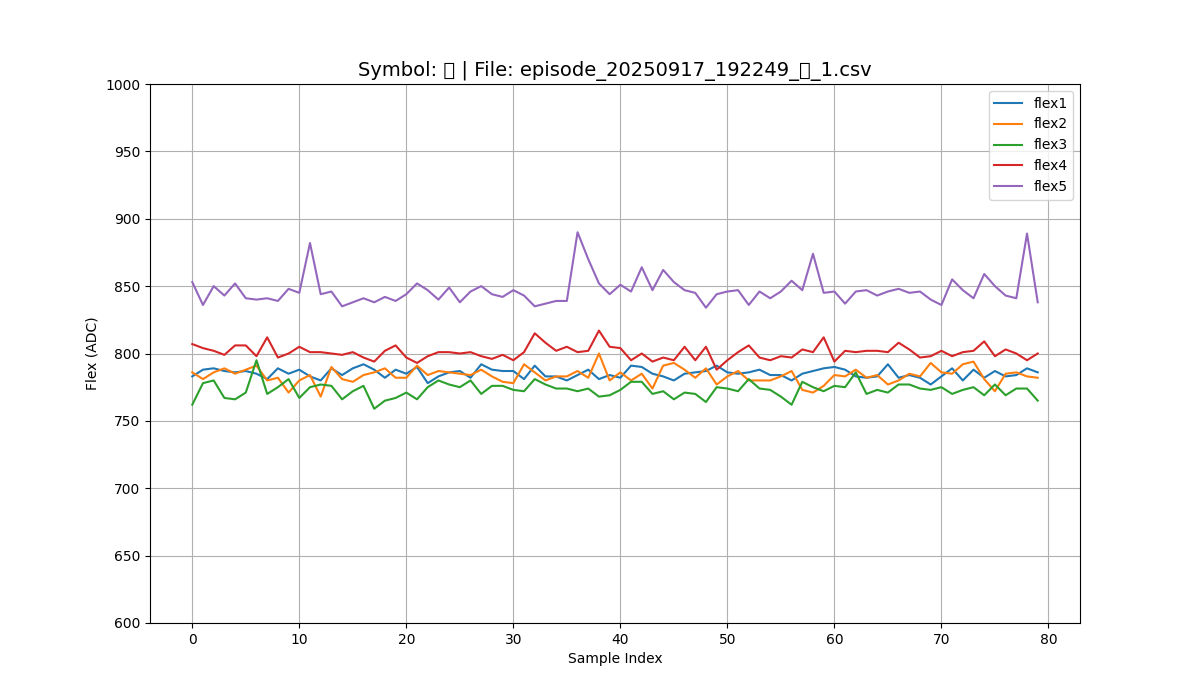 Symbol: ▯ | File: episode_20250917_192249_▯_1.csv
flex1
flex2
flex3
flex4
flex5
Flex (ADC)
1000
950
900
850
800
750
700
650
600
0 10 20 30 40 50 60 70 80
Sample Index